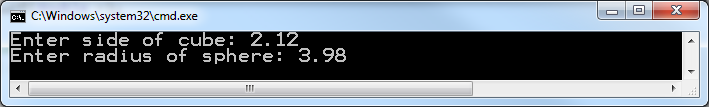 C:\Windows\system32\cmd.exe
Enter side of cube: 2.12
Enter radius of sphere: 3.98